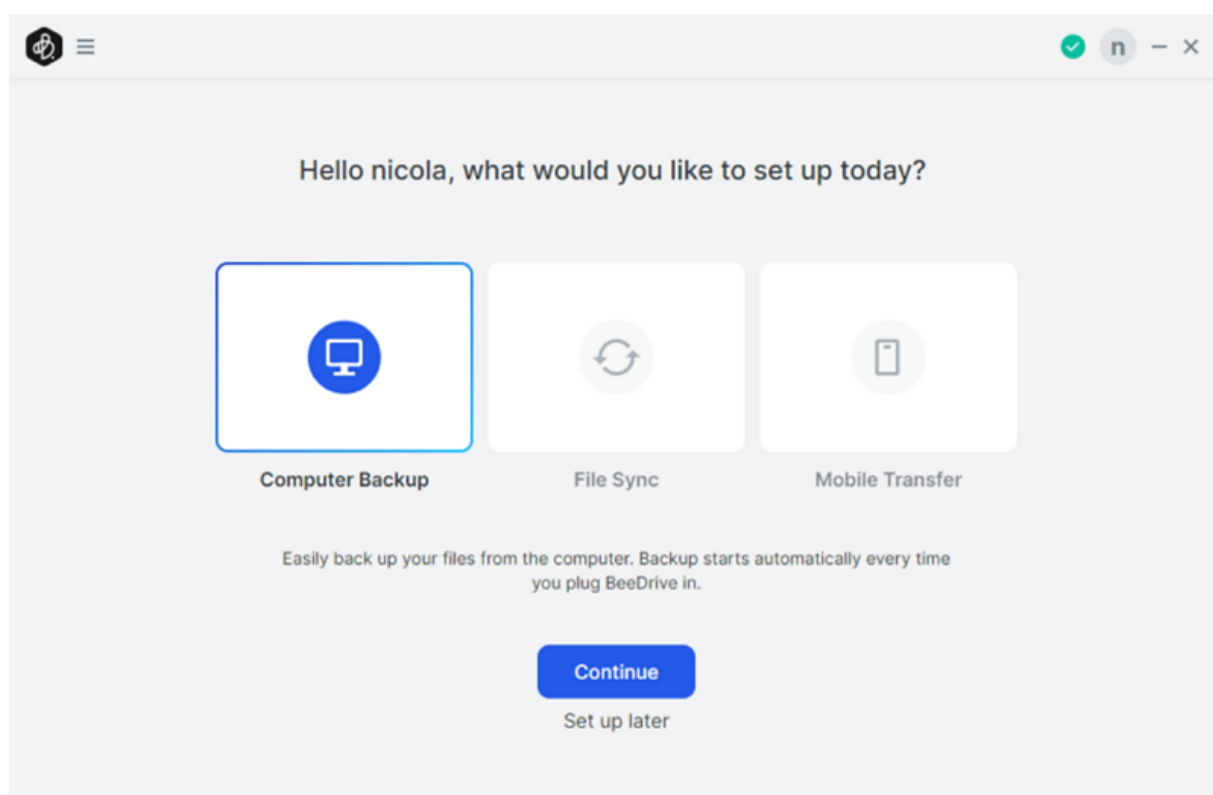 n
Hello nicola, what would you like to set up today?
Computer Backup
File Sync
Mobile Transfer
Easily back up your files from the computer. Backup starts automatically every time
you plug BeeDrive in.
Continue
Set up later